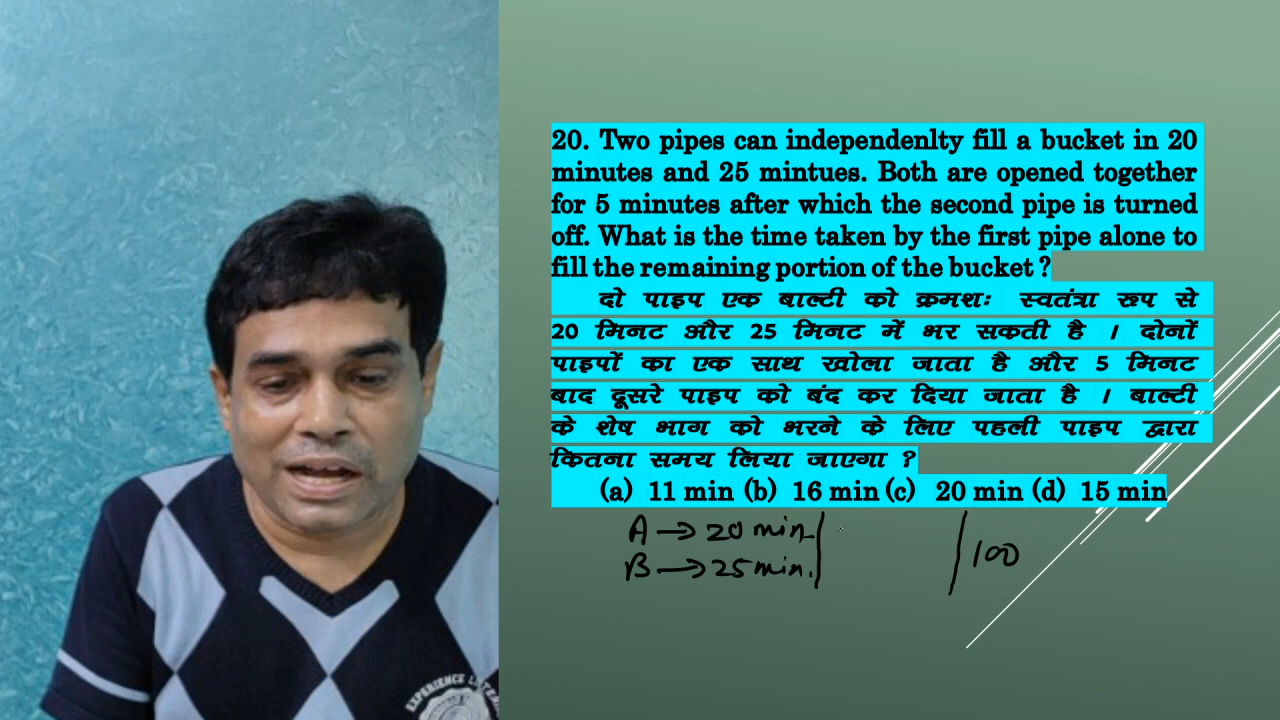 20. Two pipes can independenlty fill a bucket in 20
minutes and 25 mintues. Both are opened together
for 5 minutes after which the second pipe is turned
off. What is the time taken by the first pipe alone to
fill the remaining portion of the bucket ?
दो पाइप एक बाल्टी को क्रमशः स्वतंत्रा रुप से
20 मिनट और 25 मिनट में भर सकती है । दोनों
पाइपों का एक साथ खोला जाता है और 5 मिनट
बाद दूसरे पाइप को बंद कर दिया जाता है । बाल्टी
के शेष भाग को भरने के लिए पहली पाइप द्वारा
कितना समय लिया जाएगा ?
(a) 11 min (b) 16 min (c) 20 min (d) 15 min
A → 20 min
B → 25 min.
100
EXPERIENCE